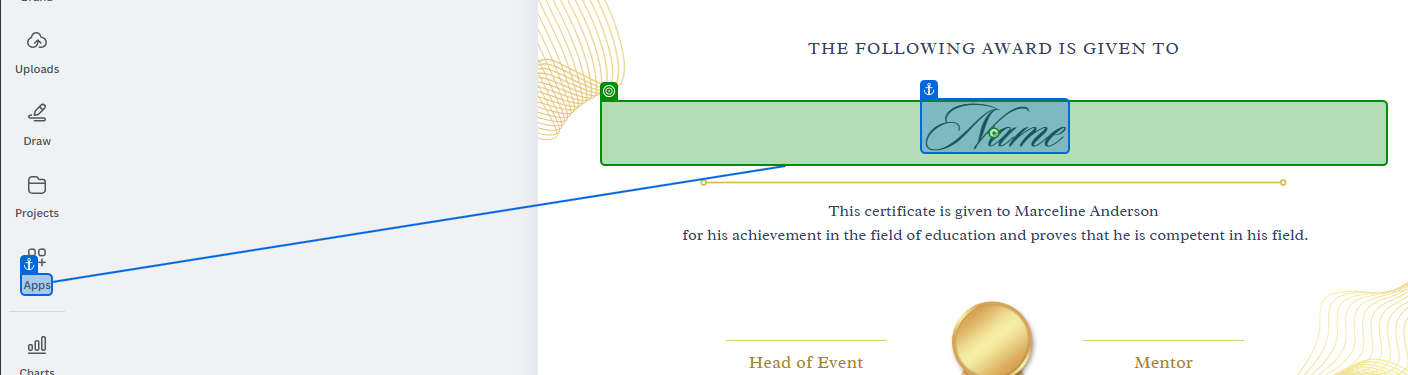 Uploads
Draw
Projects
Apps
Charts
THE FOLLOWING AWARD IS GIVEN TO
Name
This certificate is given to Marceline Anderson
for his achievement in the field of education and proves that he is competent in his field.
Head of Event
Mentor